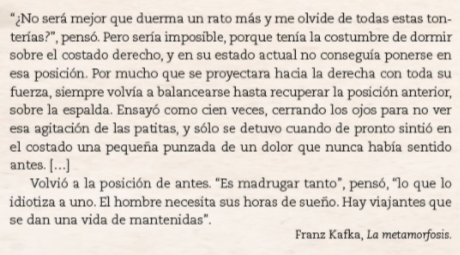 “¿No será mejor que duerma un rato más y me olvide de todas estas ton-
terías?”, pensó. Pero sería imposible, porque tenía la costumbre de dormir
sobre el costado derecho, y en su estado actual no conseguía ponerse en
esa posición. Por mucho que se proyectara hacia la derecha con toda su
fuerza, siempre volvía a balancearse hasta recuperar la posición anterior,
sobre la espalda. Ensayó como cien veces, cerrando los ojos para no ver
esa agitación de las patitas, y sólo se detuvo cuando de pronto sintió en
el costado una pequeña punzada de un dolor que nunca había sentido
antes. [...]
Volvió a la posición de antes. “Es madrugar tanto”, pensó, “lo que lo
idiotiza a uno. El hombre necesita sus horas de sueño. Hay viajantes que
se dan una vida de mantenidas”.
Franz Kafka, La metamorfosis.